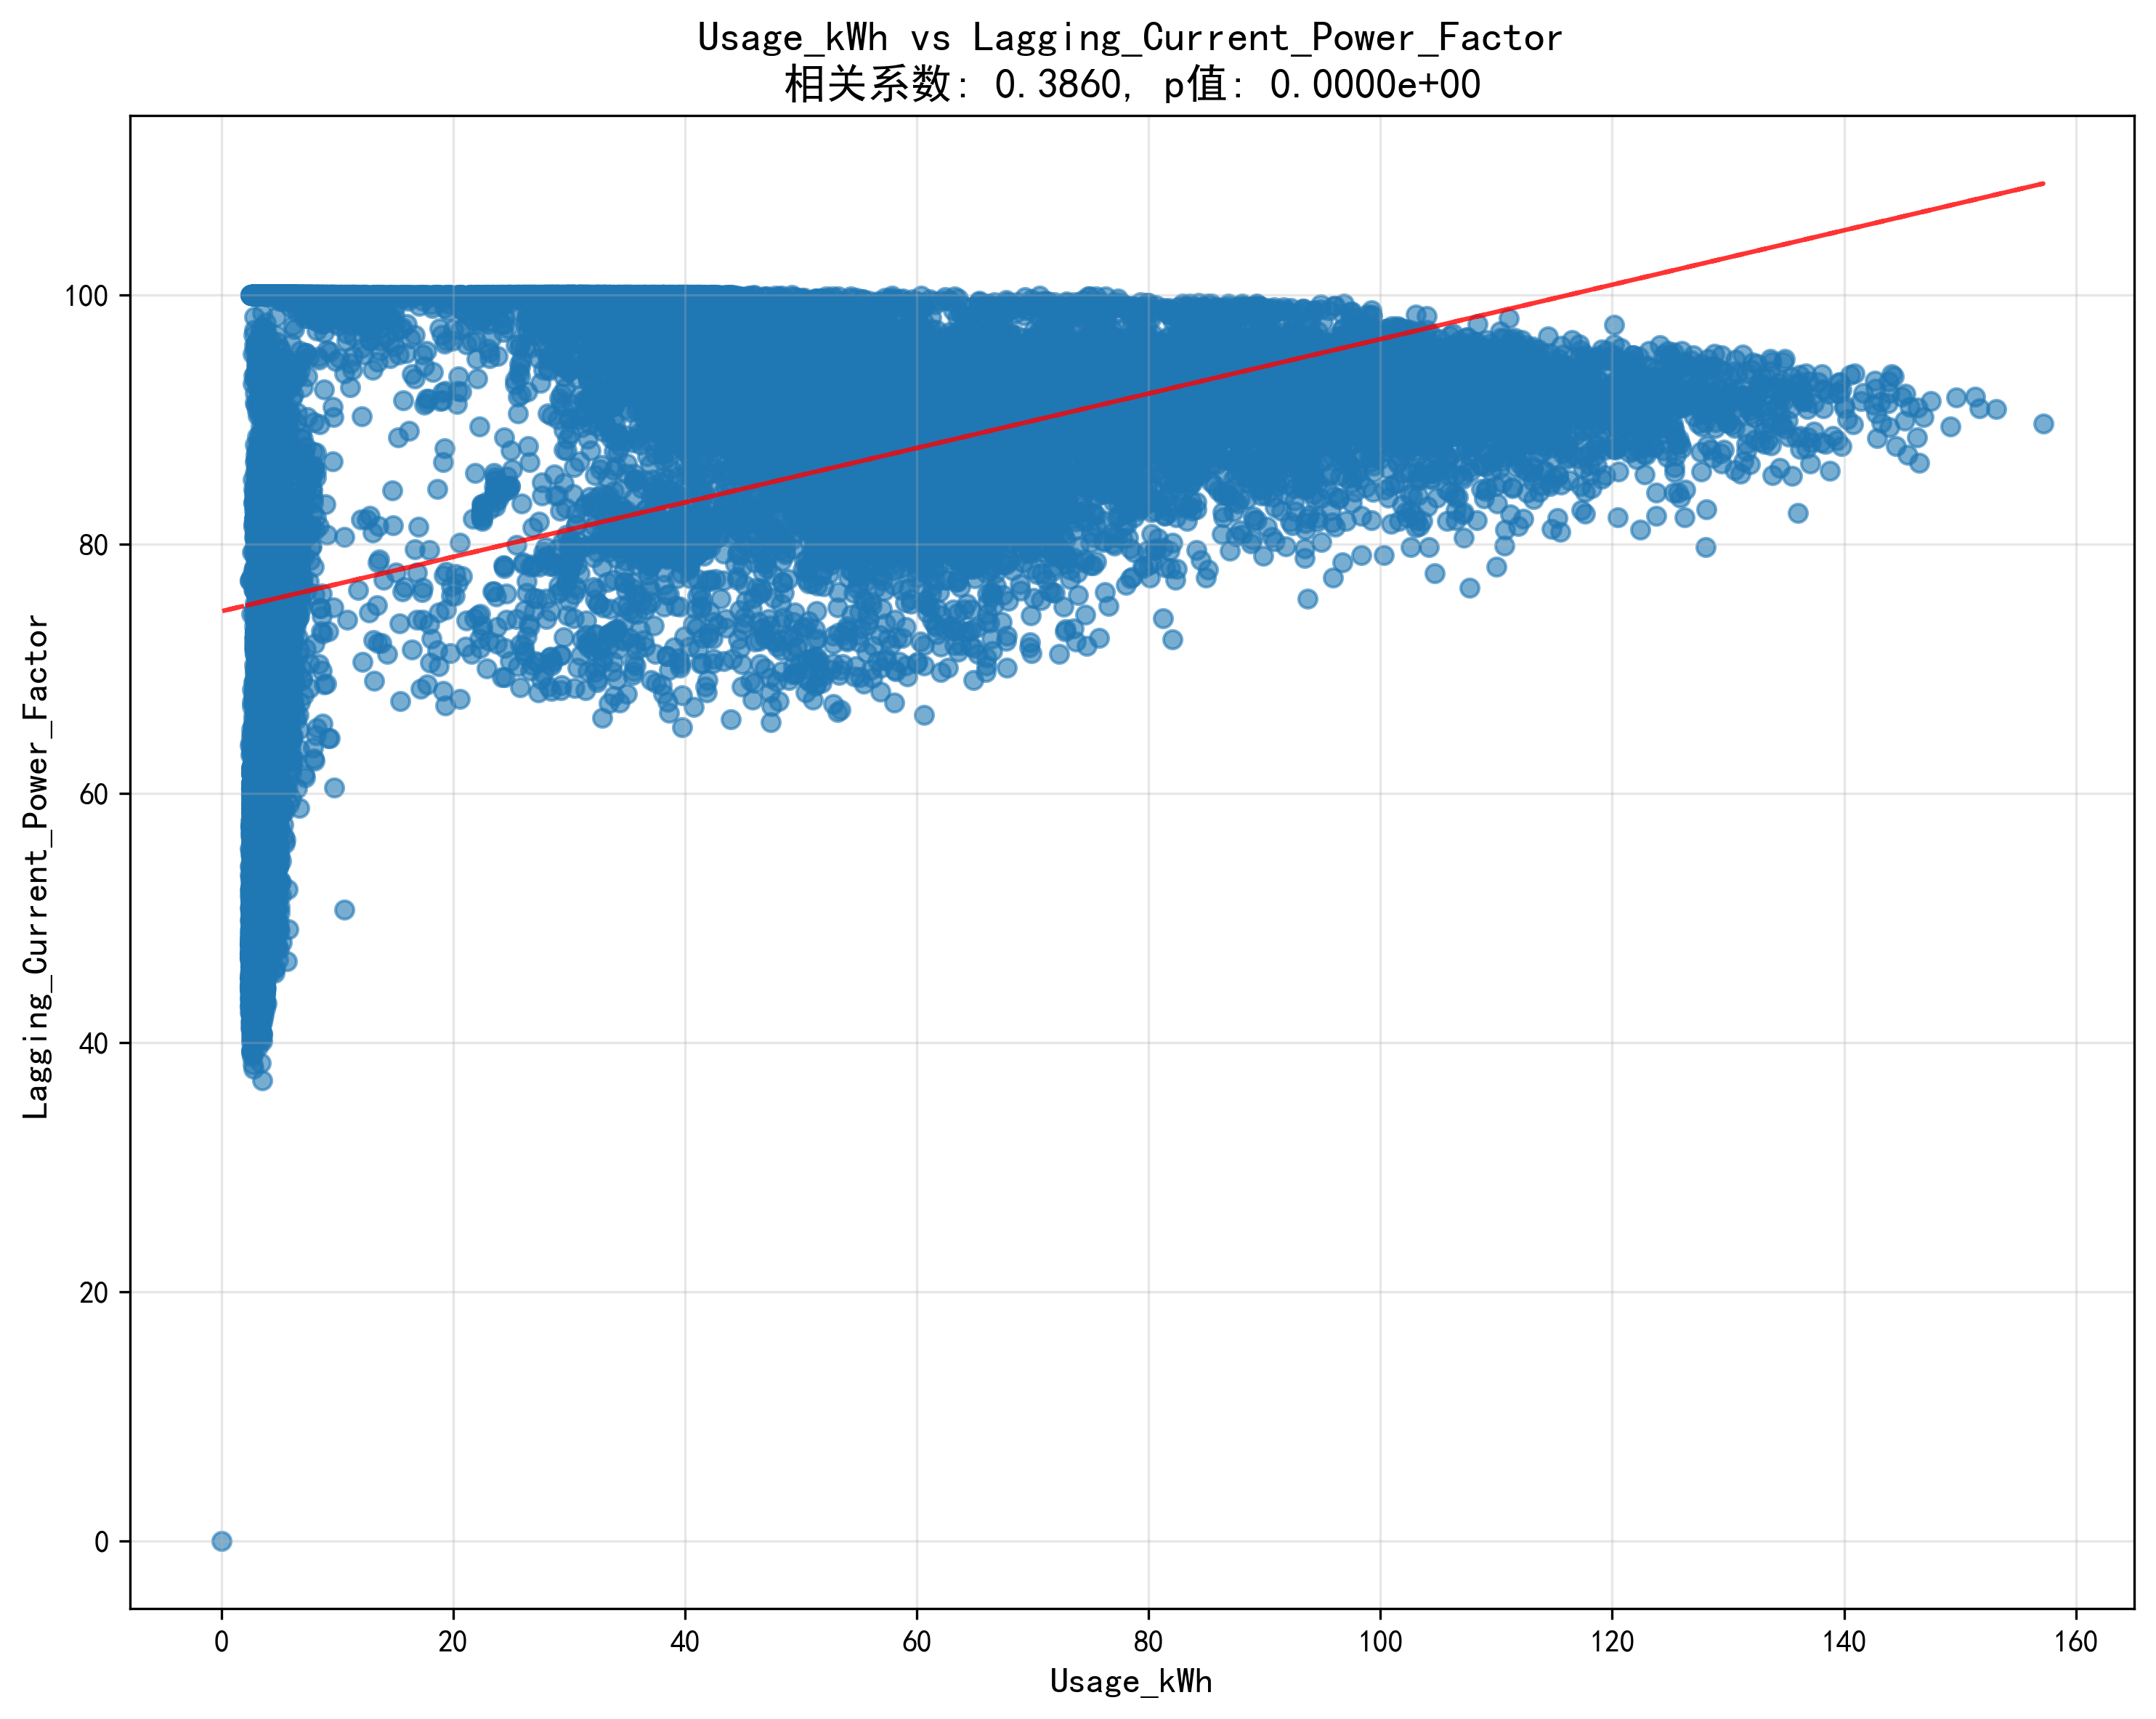 Usage_kWh vs Lagging_Current_Power_Factor
相关系数: 0.3860, p值: 0.0000e+00
Lagging_Current_Power_Factor
100
80
60
40
20
0
0 20 40 60 80 100 120 140 160
Usage_kWh